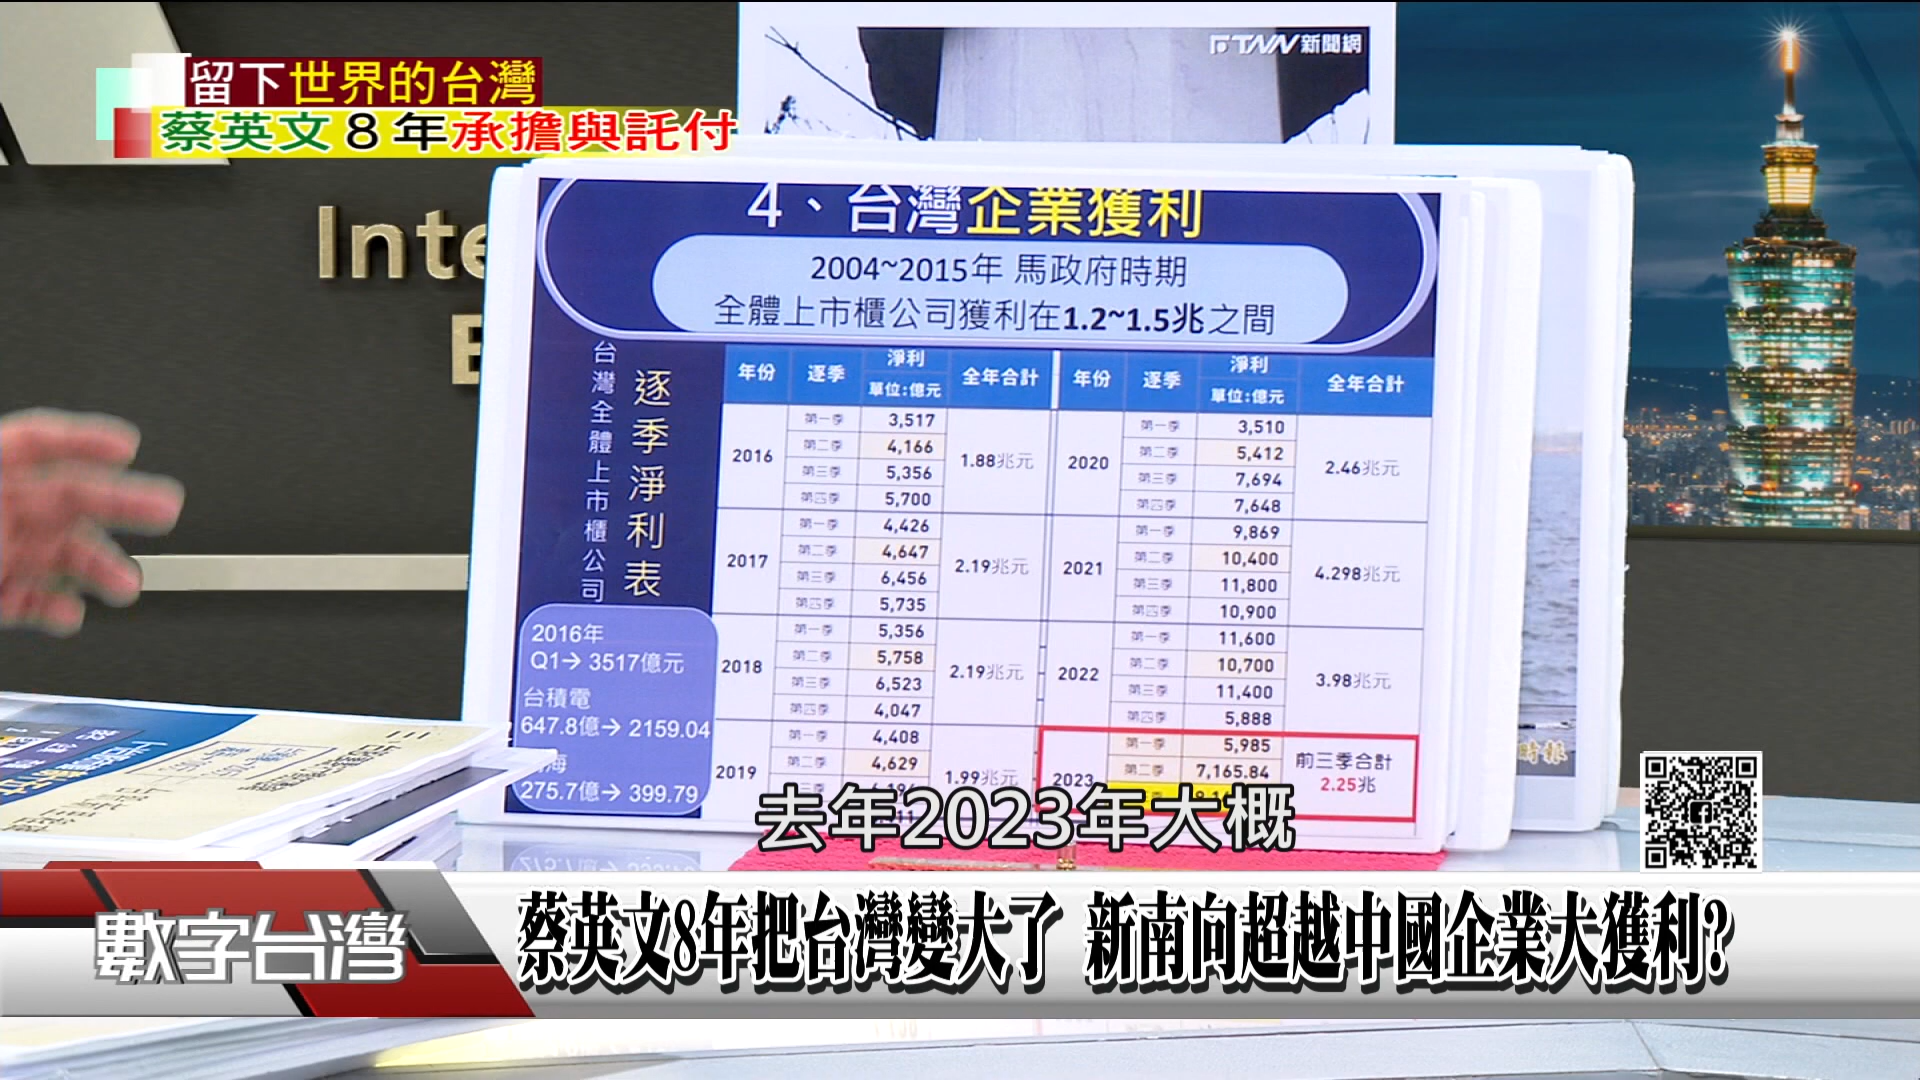 TNN新聞網
留下世界的台灣
蔡英文８年承擔與託付
Inte
E
4、台灣企業獲利
2004~2015年 馬政府時期
全體上市櫃公司獲利在1.2~1.5兆之間
台灣全體上市櫃公司
逐季淨利表
年份 逐季 淨利 單位:億元 全年合計
2016 第一季 3,517
第二季 4,166
第三季 5,356
第四季 5,700
1.88兆元
2017 第一季 4,426
第二季 4,647
第三季 6,456
第四季 5,735
2.19兆元
2018 第一季 5,356
第二季 5,758
第三季 6,523
第四季 4,047
2.19兆元
2019 第一季 4,408
第二季 4,629
1.99兆元
年份 逐季 淨利 單位:億元 全年合計
2020 第一季 3,510
第二季 5,412
第三季 7,694
第四季 7,648
2.46兆元
2021 第一季 9,869
第二季 10,400
第三季 11,800
第四季 10,900
4.298兆元
2022 第一季 11,600
第二季 10,700
第三季 11,400
第四季 5,888
3.98兆元
2023 第一季 5,985
第二季 7,165.84
前三季合計
2.25兆
2016年
Q1→ 3517億元
台積電
647.8億→ 2159.04
海
275.7億→ 399.79
時報
去年2023年大概
數字台灣
蔡英文8年把台灣變大了 新南向超越中國企業大獲利?